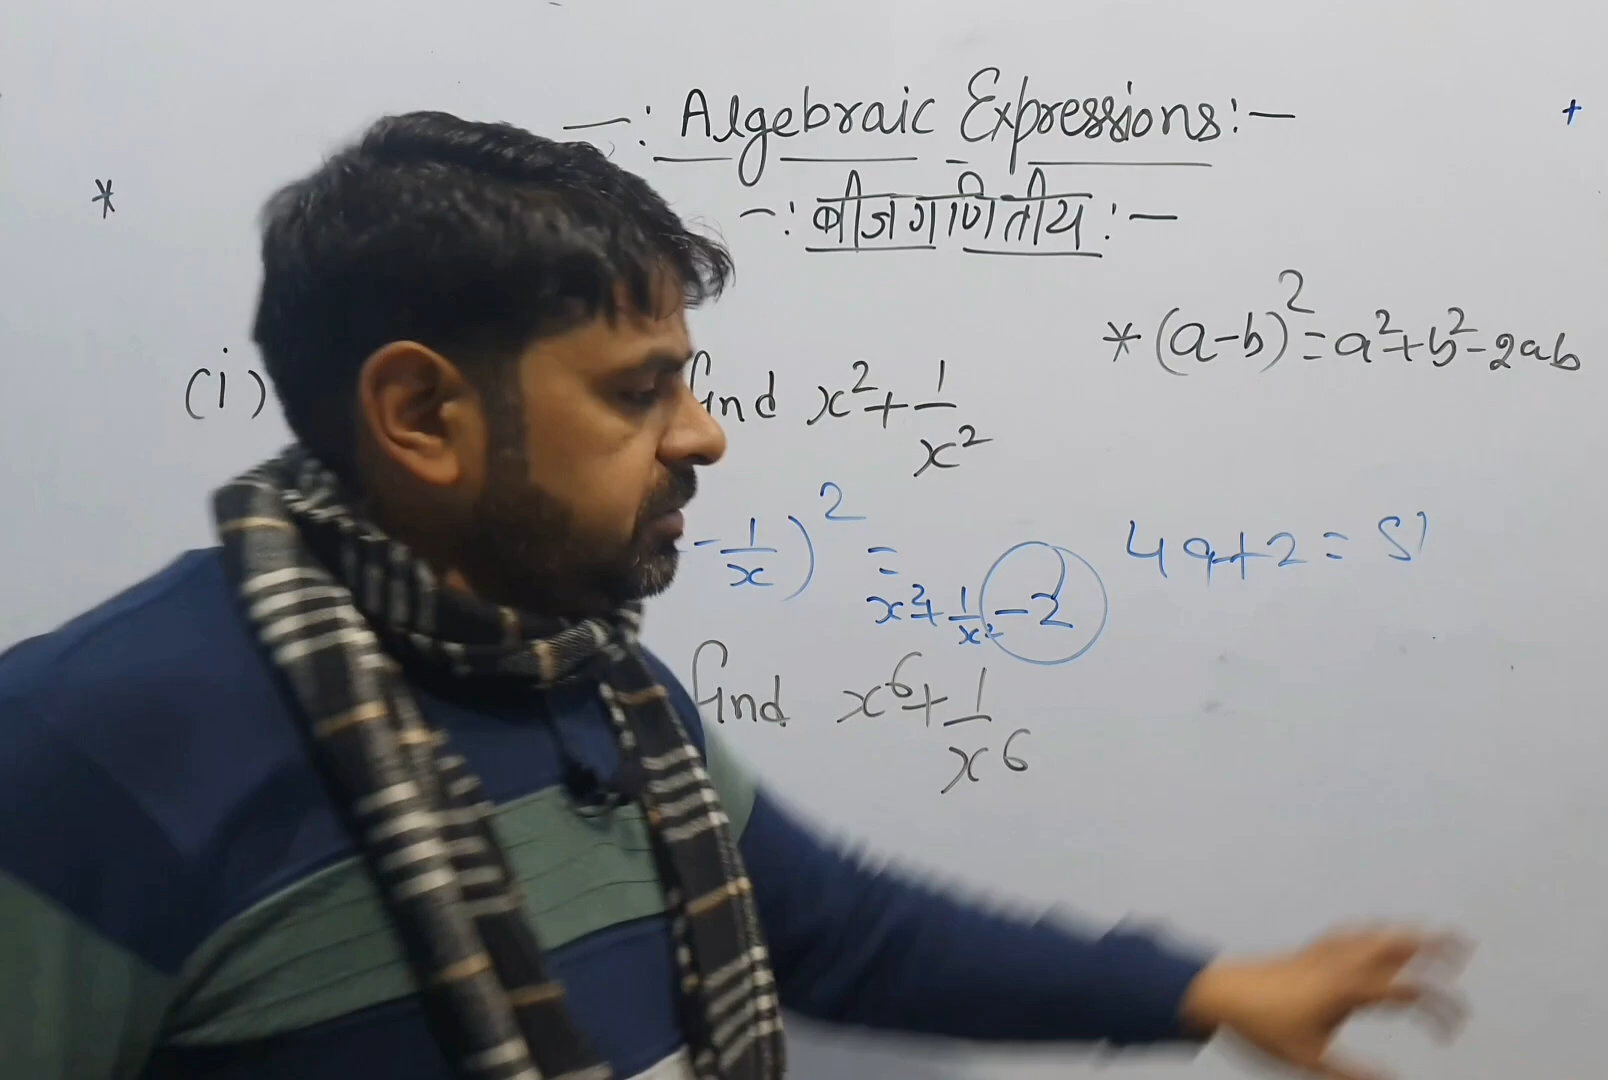 —: Algebraic Expressions:—
-: बीजगणितीय :—
* (a-b)² = a²+b²-2ab
(i) find x²+1/x²
-1/x)² = x²+1/x²-2
49+2 = 51
find x⁶+1/x⁶